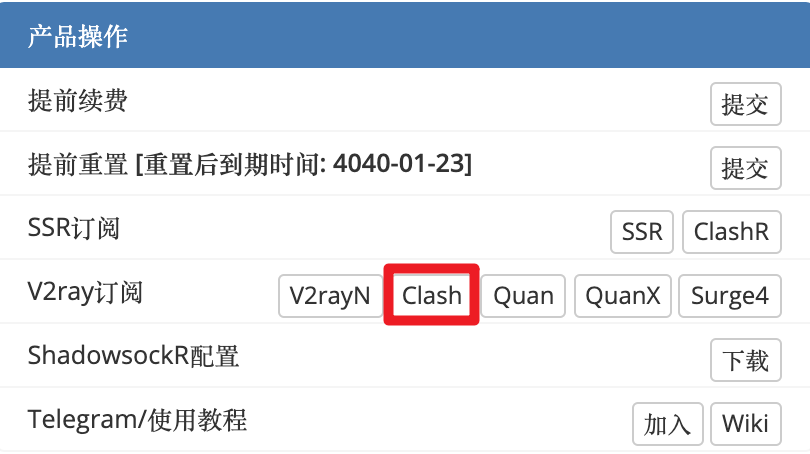 产品操作
提前续费 提交
提前重置 [重置后到期时间: 4040-01-23] 提交
SSR订阅 SSR ClashR
V2ray订阅 V2rayN Clash Quan QuanX Surge4
ShadowsockR配置 下载
Telegram/使用教程 加入 Wiki